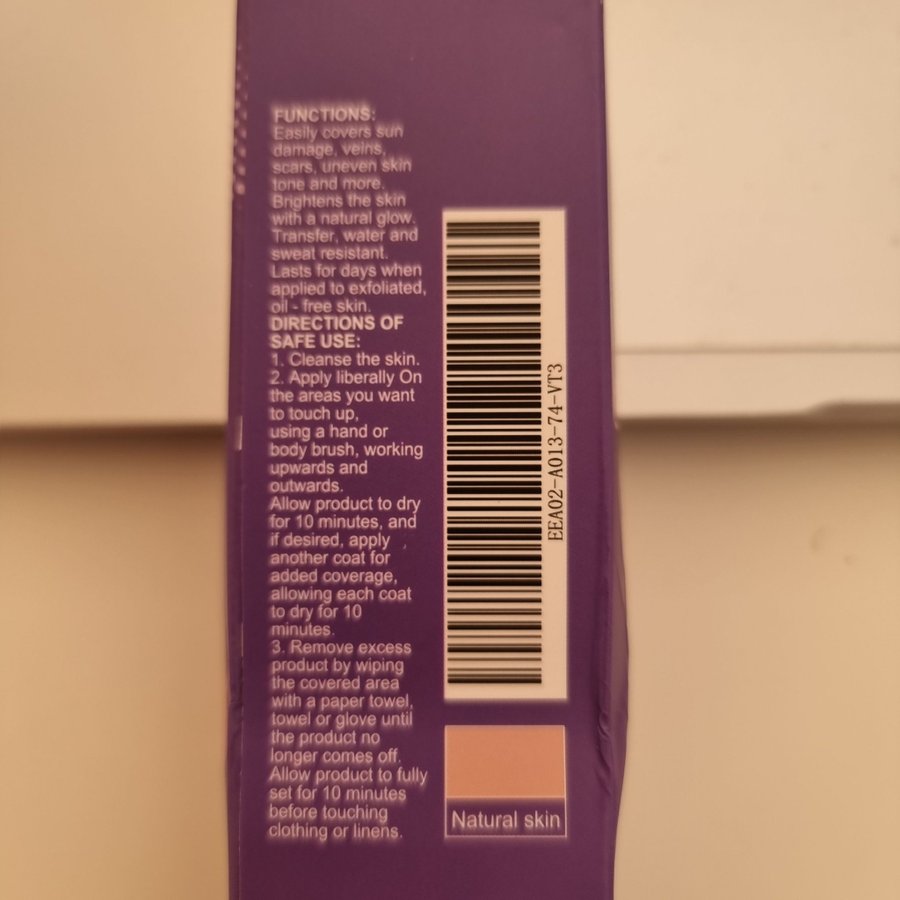 FUNCTIONS:
Easily covers sun
damage, veins,
scars, uneven skin
tone and more.
Brightens the skin
with a natural glow.
Transfer, water and
sweat resistant.
Lasts for days when
applied to exfoliated,
oil - free skin.
DIRECTIONS OF
SAFE USE:
1. Cleanse the skin.
2. Apply liberally On
the areas you want
to touch up,
using a hand or
body brush, working
upwards and
outwards.
Allow product to dry
for 10 minutes, and
if desired, apply
another coat for
added coverage,
allowing each coat
to dry for 10
minutes.
3. Remove excess
product by wiping
the covered area
with a paper towel,
towel or glove until
the product no
longer comes off.
Allow product to fully
set for 10 minutes
before touching
clothing or linens.
EEA02-A013-74-VT3
Natural skin